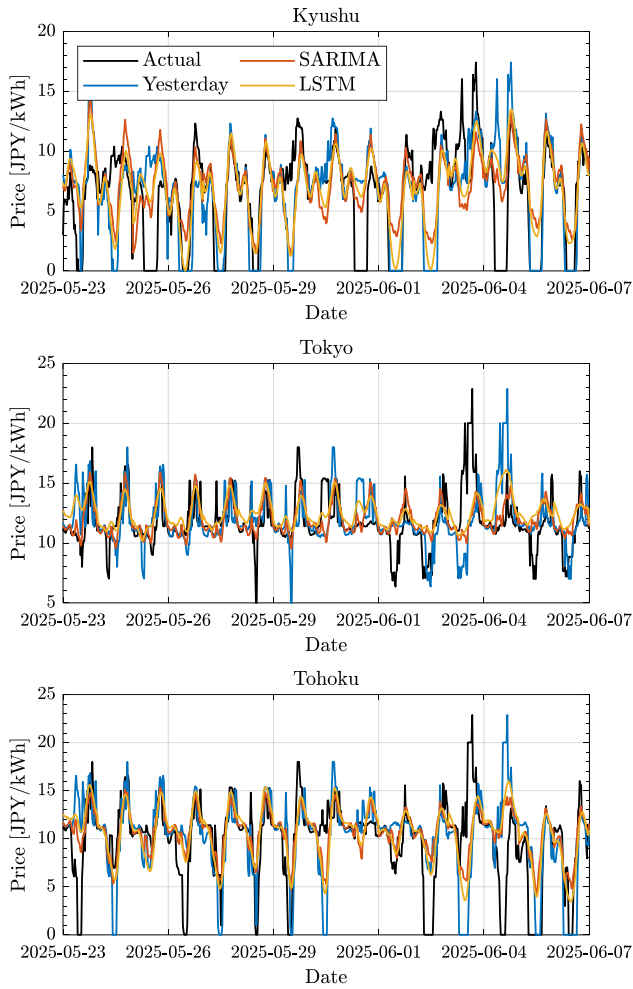 Kyushu
20
15
10
5
0
Price [JPY/kWh]
Actual
SARIMA
Yesterday
LSTM
2025-05-23
2025-05-26
2025-05-29
2025-06-01
2025-06-04
2025-06-07
Date
Tokyo
25
20
15
10
5
Price [JPY/kWh]
2025-05-23
2025-05-26
2025-05-29
2025-06-01
2025-06-04
2025-06-07
Date
Tohoku
25
20
15
10
5
0
Price [JPY/kWh]
2025-05-23
2025-05-26
2025-05-29
2025-06-01
2025-06-04
2025-06-07
Date